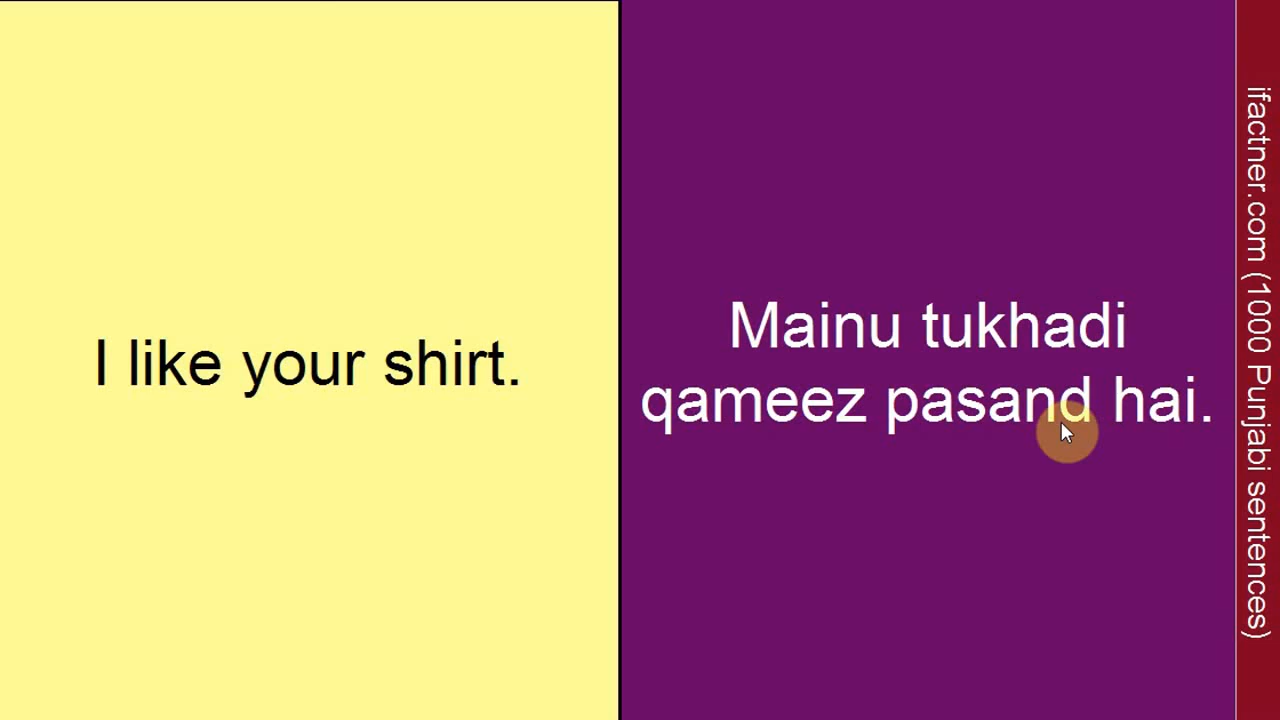 I like your shirt.
Mainu tukhadi
qameez pasand hai.
ifactner.com (1000 Punjabi sentences)